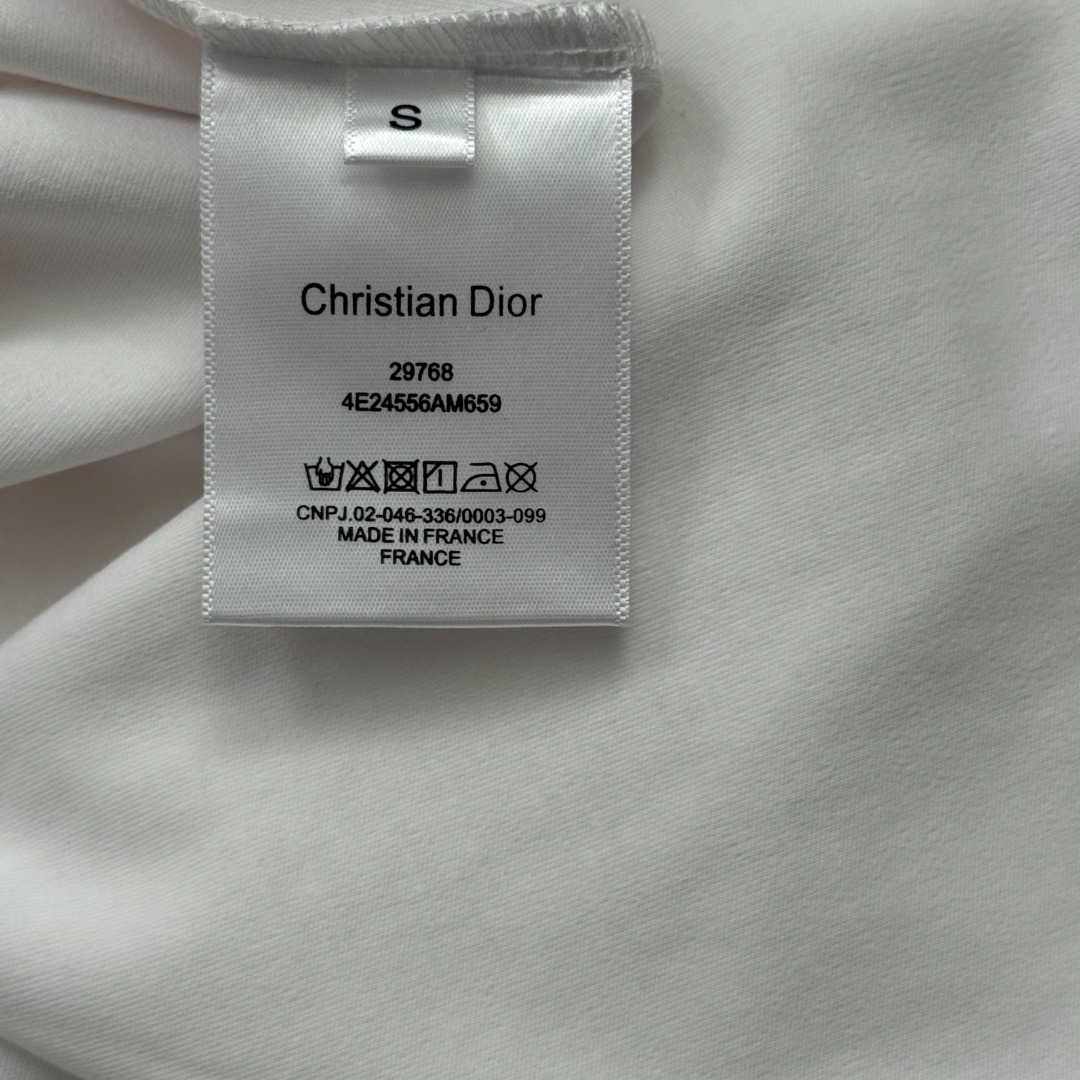 S
Christian Dior
29768
4E24556AM659
CNPJ.02-046-336/0003-099
MADE IN FRANCE
FRANCE